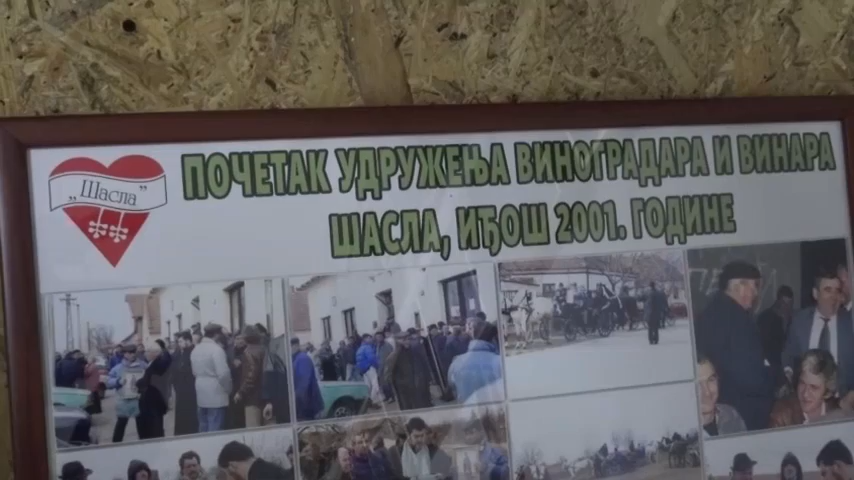 „Шасла”
ПОЧЕТАК УДРУЖЕЊА ВИНОГРАДАРА И ВИНАРА
ШАСЛА, ИЂОШ 2001. ГОДИНЕ